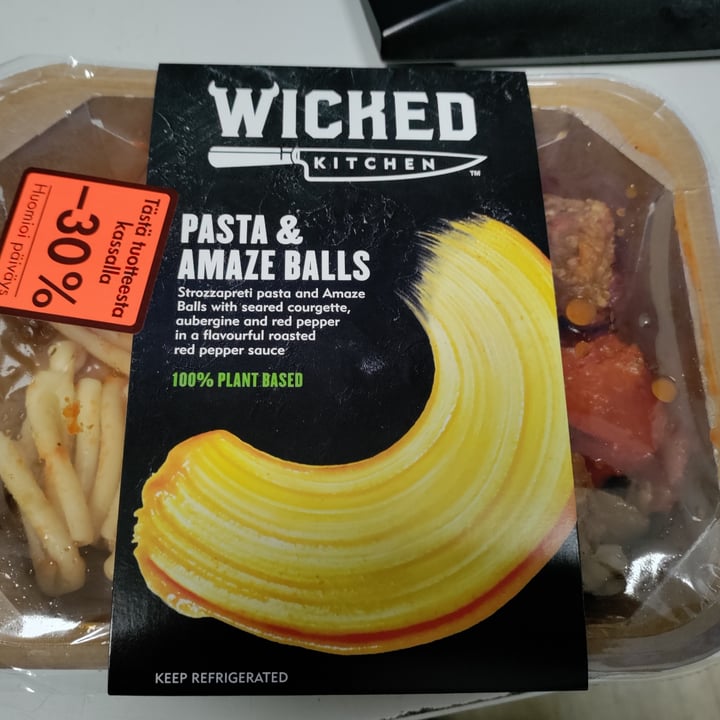 WICKED
KITCHEN™
PASTA &
AMAZE BALLS
Strozzapreti pasta and Amaze
Balls with seared courgette,
aubergine and red pepper
in a flavourful roasted
red pepper sauce
100% PLANT BASED
KEEP REFRIGERATED
Tästä tuotteesta
kassalla
-30%
Huomioi päiväys